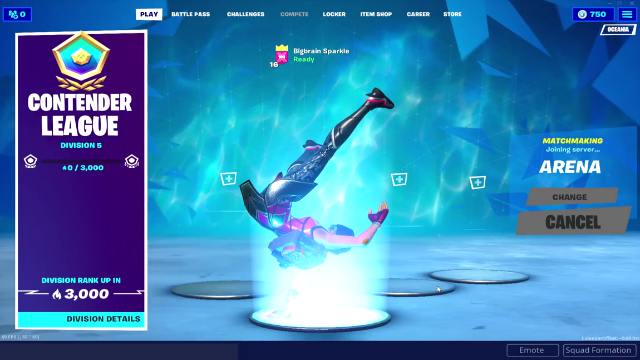 0
PLAY
BATTLE PASS
CHALLENGES
COMPETE
LOCKER
ITEM SHOP
CAREER
STORE
750
OCEANIA
Bigbrain Sparkle
Ready
16
CONTENDER
LEAGUE
DIVISION 5
0 / 3,000
DIVISION RANK UP IN
3,000
DIVISION DETAILS
MATCHMAKING
Joining server...
ARENA
CHANGE
CANCEL
Emote
Squad Formation